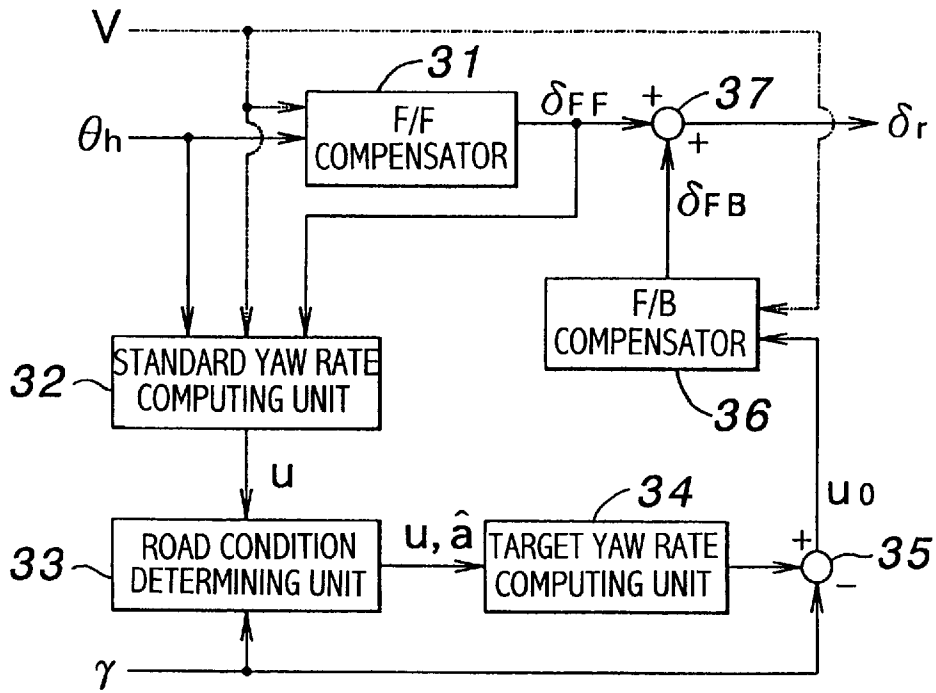 V
31
θh
F/F
COMPENSATOR
δFF
+
37
+
δr
δFB
F/B
COMPENSATOR
36
32
STANDARD YAW RATE
COMPUTING UNIT
u
33
ROAD CONDITION
DETERMINING UNIT
u, â
34
TARGET YAW RATE
COMPUTING UNIT
u0
+
35
−
γ